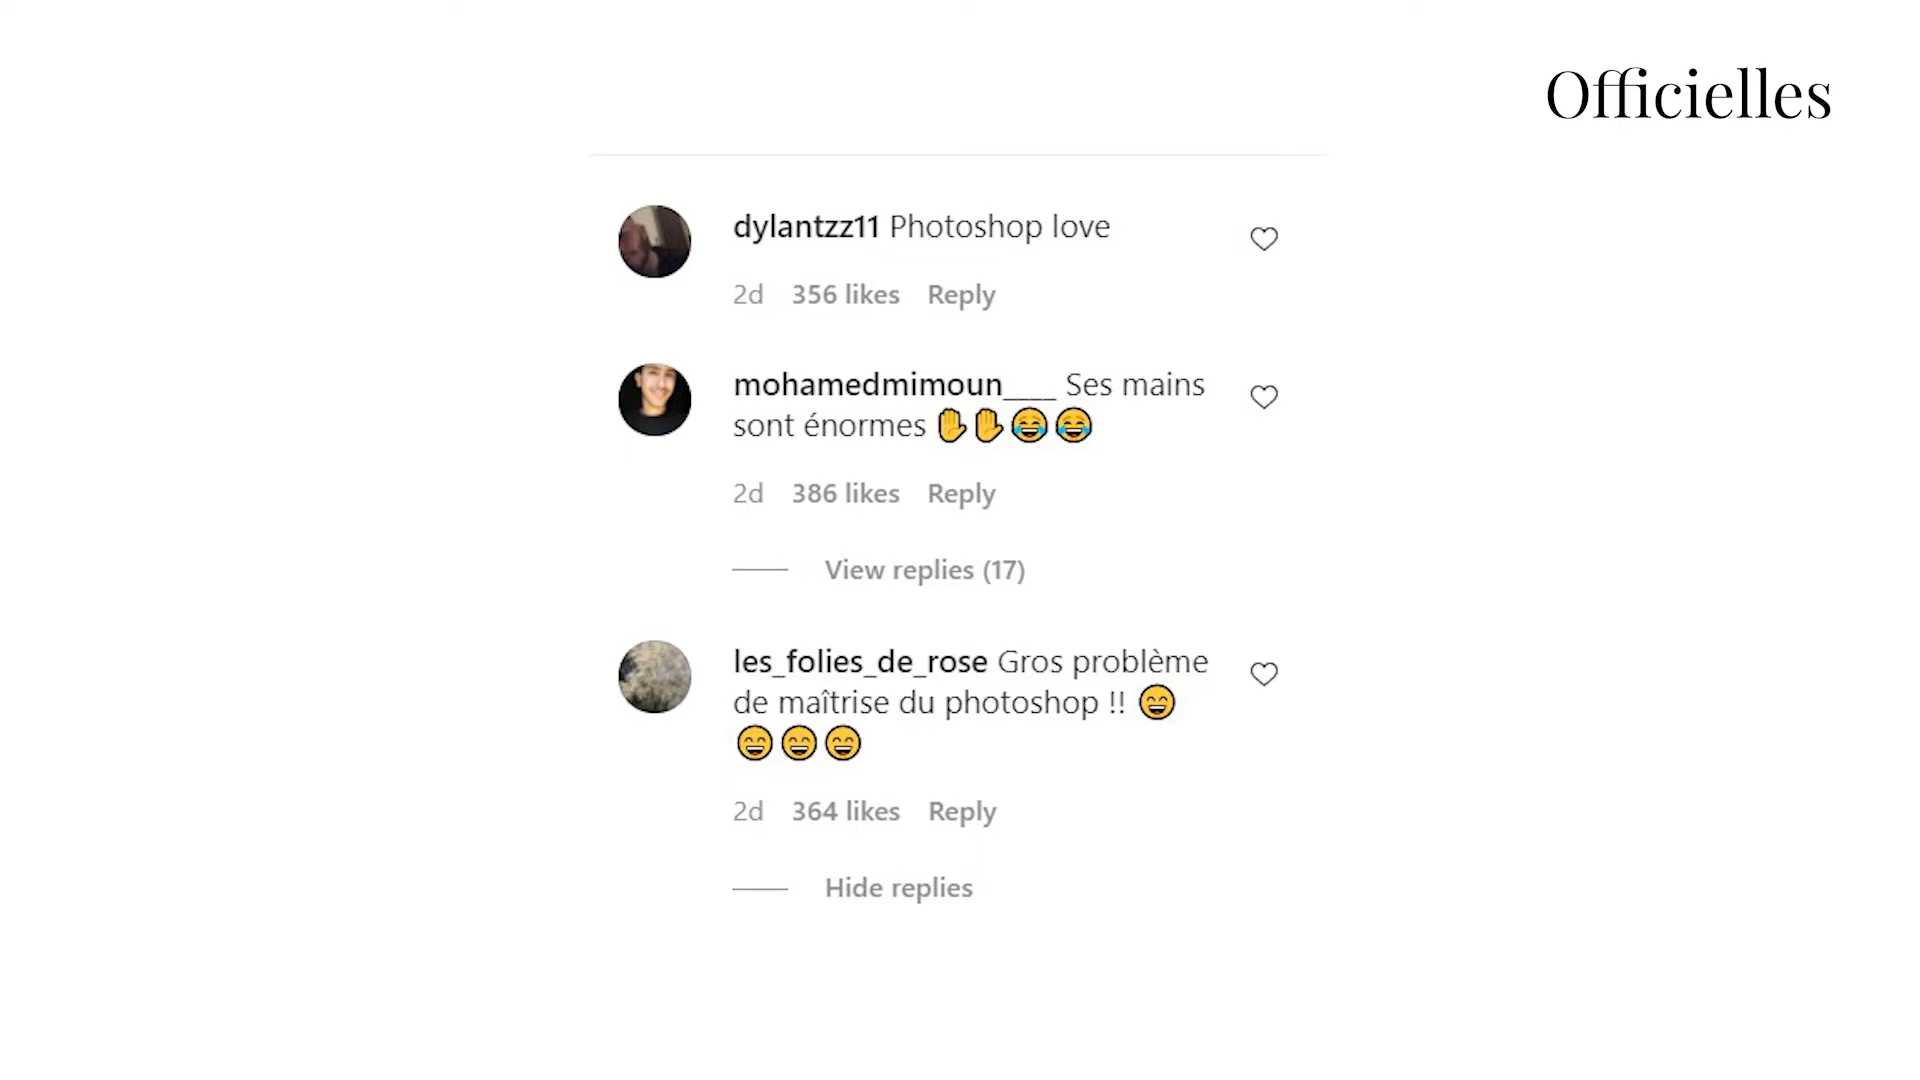 Officielles
dylantzz11 Photoshop love
2d 356 likes Reply
mohamedmimoun____ Ses mains
sont énormes ✋✋😂😂
2d 386 likes Reply
View replies (17)
les_folies_de_rose Gros problème
de maîtrise du photoshop !! 😄
😄😄😄
2d 364 likes Reply
Hide replies